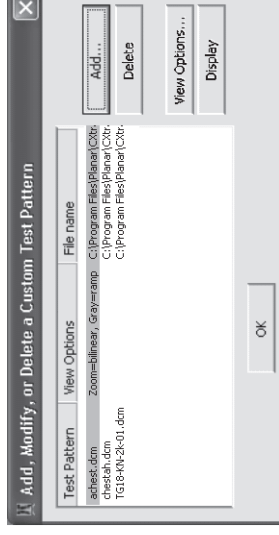 Add, Modify, or Delete a Custom Test Pattern
Test Pattern View Options File name
achest.dcm Zoom=bilinear, Gray=ramp C:\Program Files\Planar\CXtr
chestah.dcm C:\Program Files\Planar\CXtr
TG18-KN-2k-01.dcm C:\Program Files\Planar\CXtr
Add...
Delete
View Options...
Display
OK